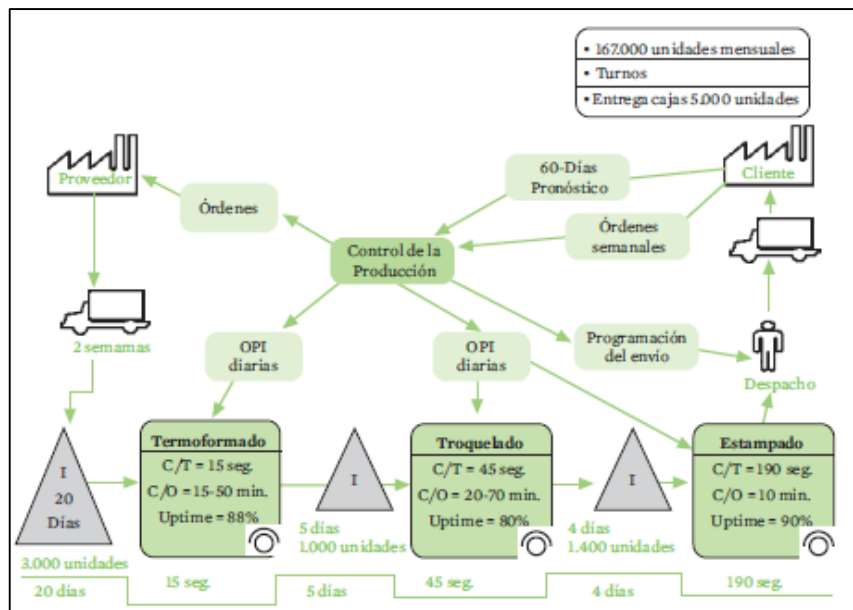 • 167.000 unidades mensuales
• Turnos
• Entrega cajas 5.000 unidades
Proveedor
60-Días
Pronóstico
Cliente
Órdenes
Órdenes
semanales
Control de la
Producción
2 semamas
OPI
diarias
OPI
diarias
Programación
del envío
Despacho
I
20
Días
Termoformado
C/T = 15 seg.
C/O = 15-50 min.
Uptime = 88%
I
Troquelado
C/T = 45 seg.
C/O = 20-70 min.
Uptime = 80%
I
Estampado
C/T = 190 seg.
C/O = 10 min.
Uptime = 90%
3.000 unidades
5 días
1.000 unidades
4 días
1.400 unidades
20 días
15 seg.
5 días
45 seg.
4 días
190 seg.